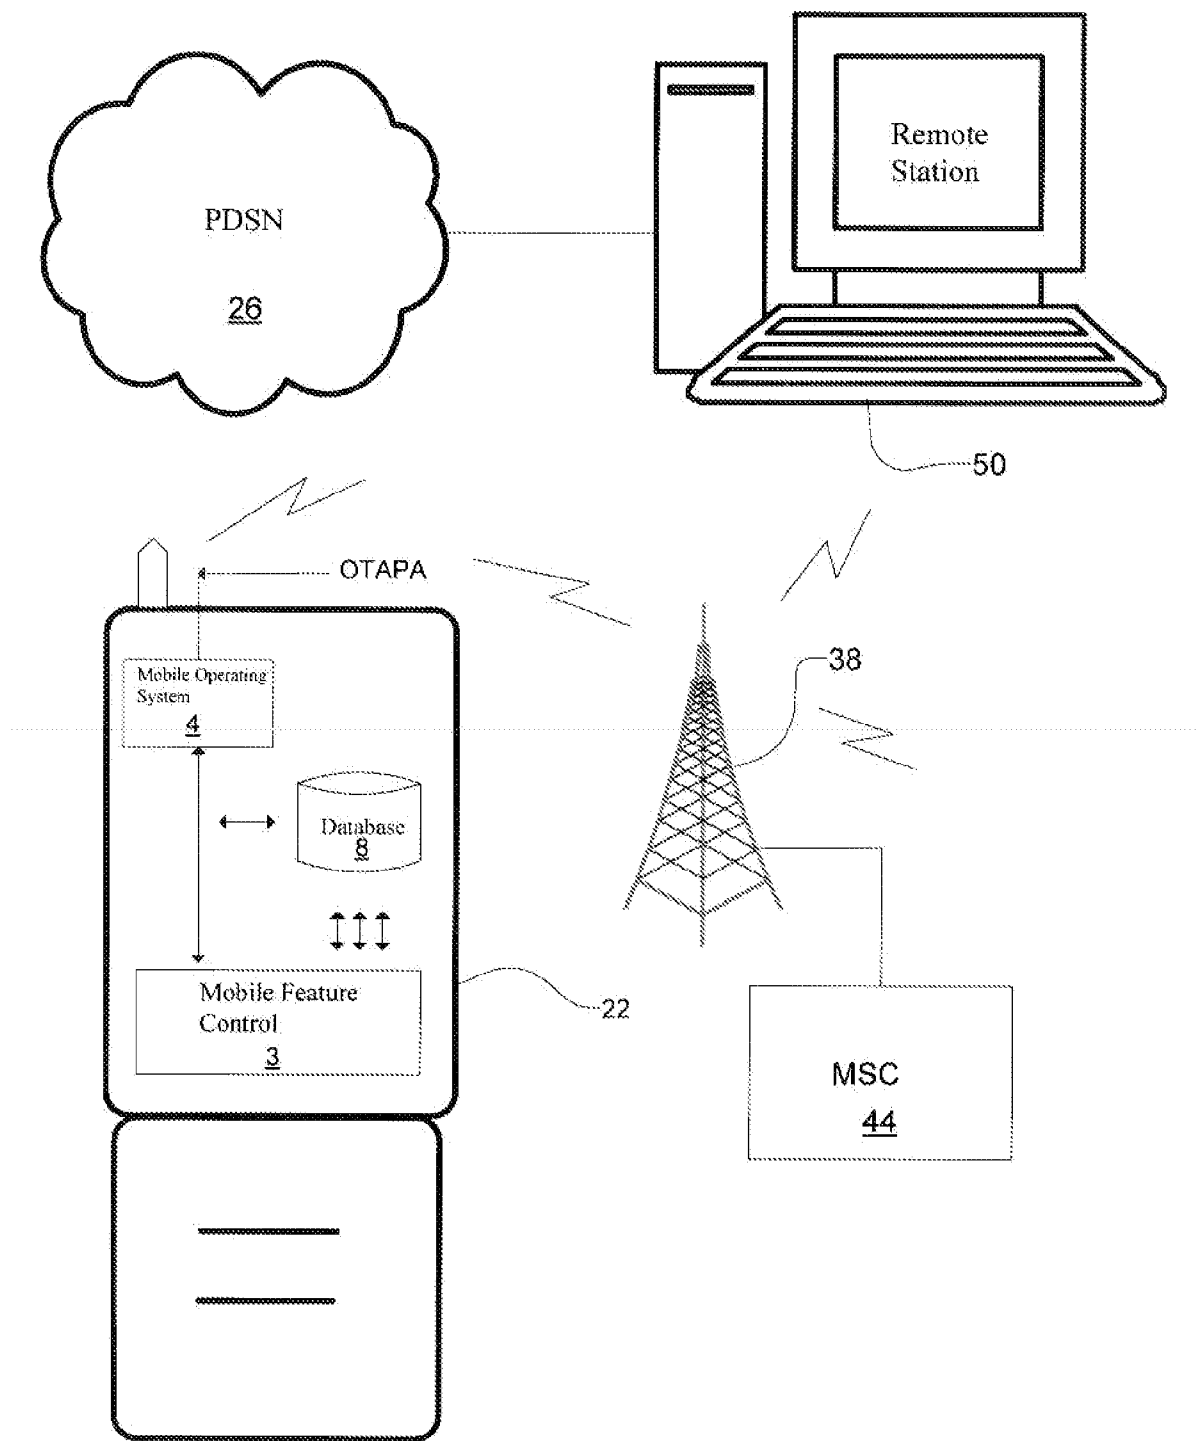 Remote
Station
PDSN
26
50
OTAPA
38
Mobile Operating
System
4
Database
8
Mobile Feature
Control
3
22
MSC
44